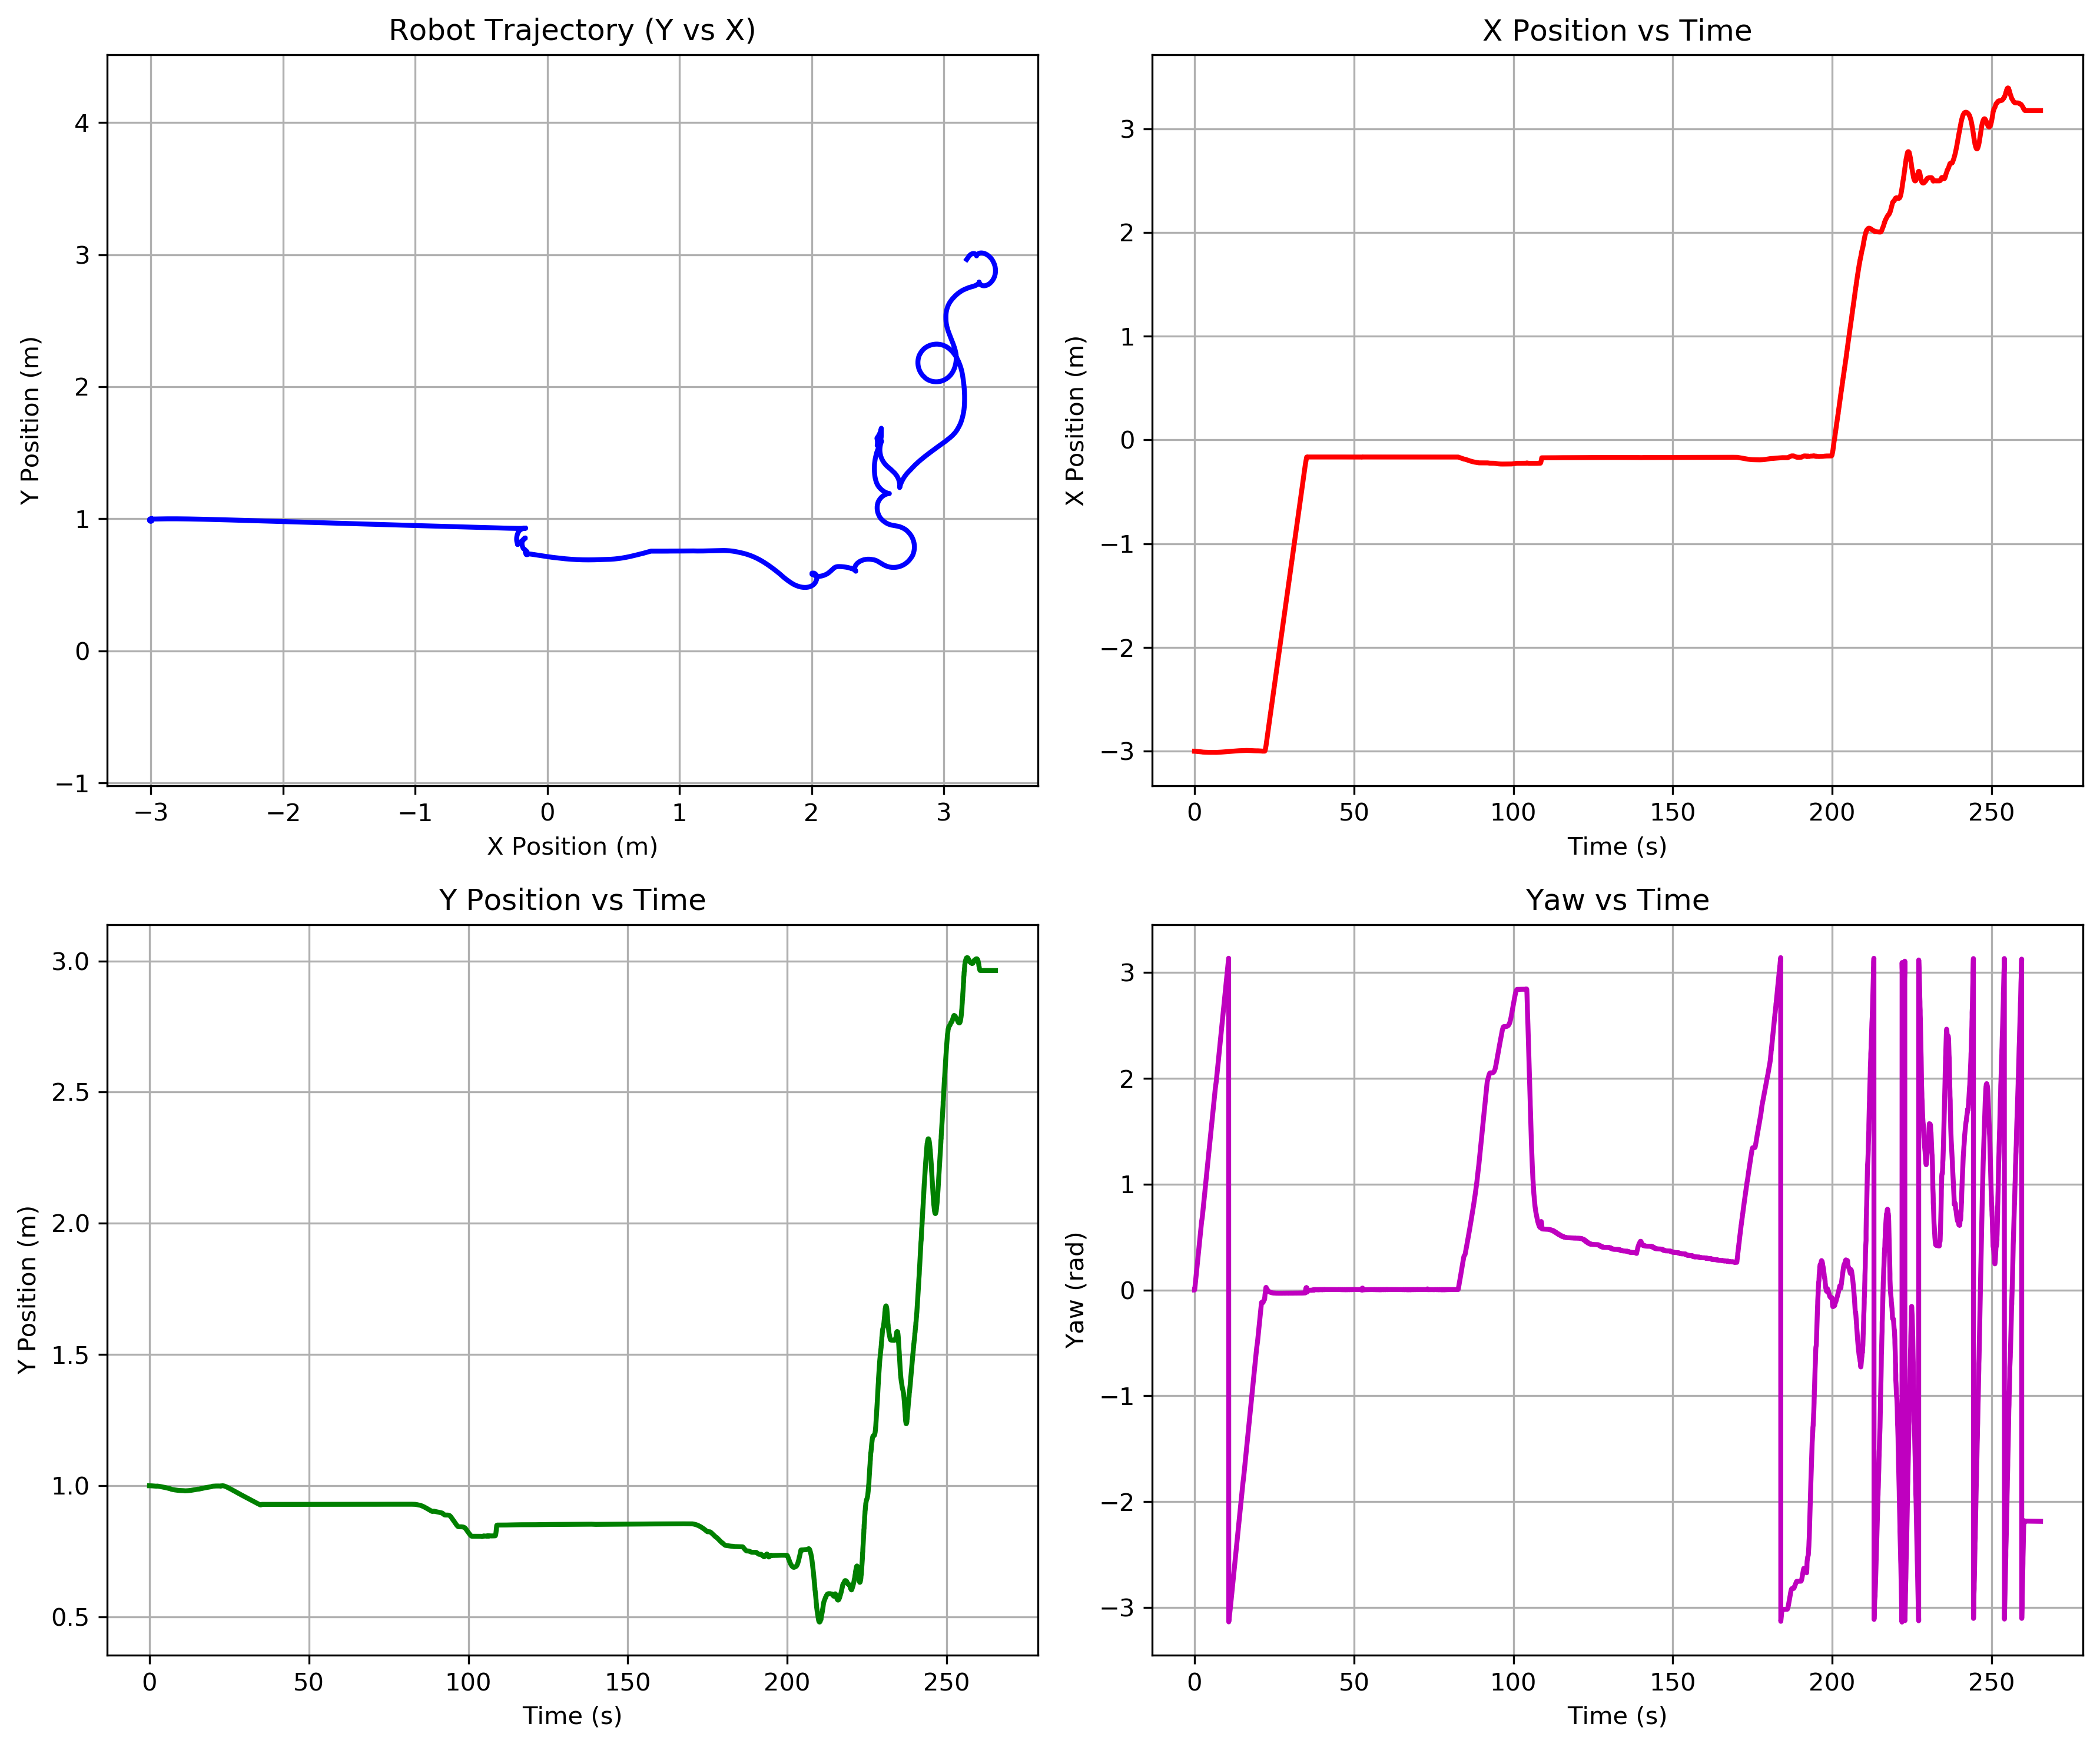 Robot Trajectory (Y vs X)
4
3
2
1
0
−1
Y Position (m)
−3 −2 −1 0 1 2 3
X Position (m)
X Position vs Time
3
2
1
0
−1
−2
−3
X Position (m)
0 50 100 150 200 250
Time (s)
Y Position vs Time
3.0
2.5
2.0
1.5
1.0
0.5
Y Position (m)
0 50 100 150 200 250
Time (s)
Yaw vs Time
3
2
1
0
−1
−2
−3
Yaw (rad)
0 50 100 150 200 250
Time (s)